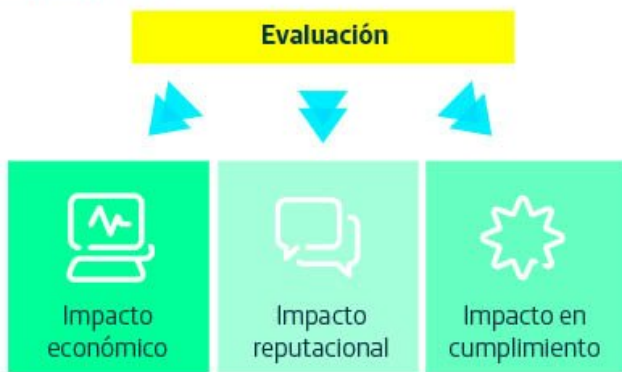 Evaluación
Impacto
económico
Impacto
reputacional
Impacto en
cumplimiento